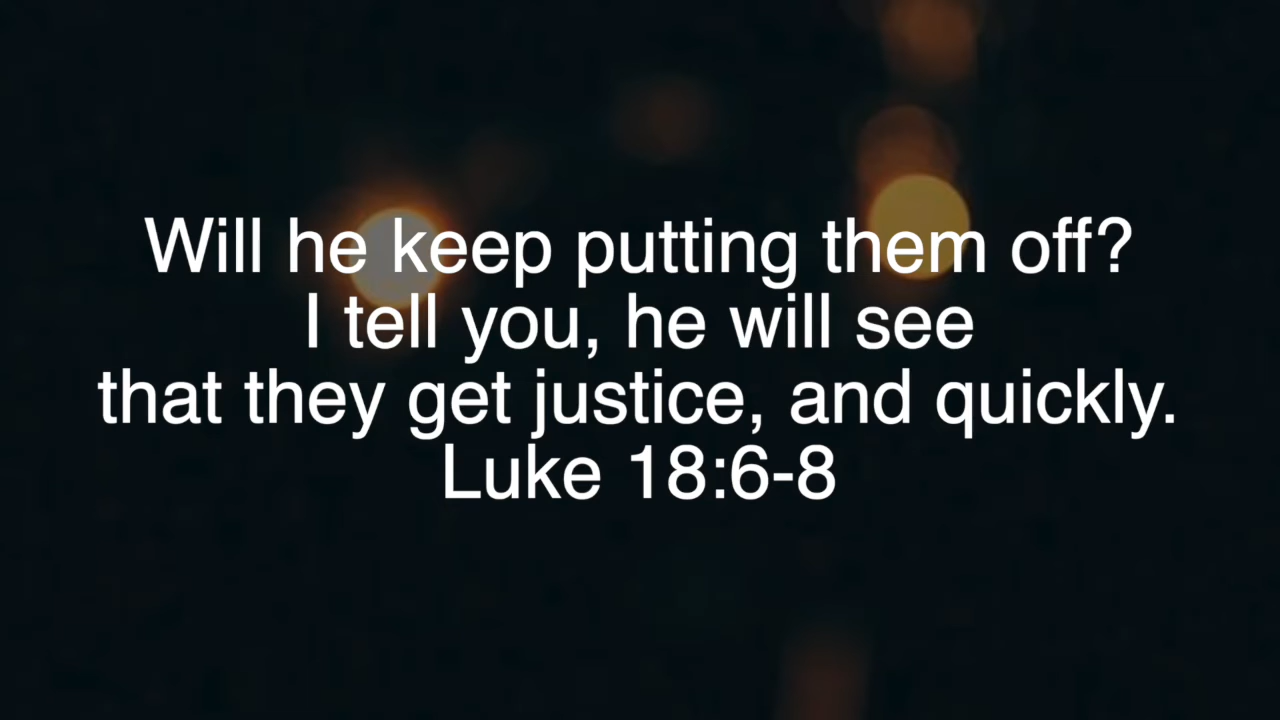 Will he keep putting them off?
I tell you, he will see
that they get justice, and quickly.
Luke 18:6-8